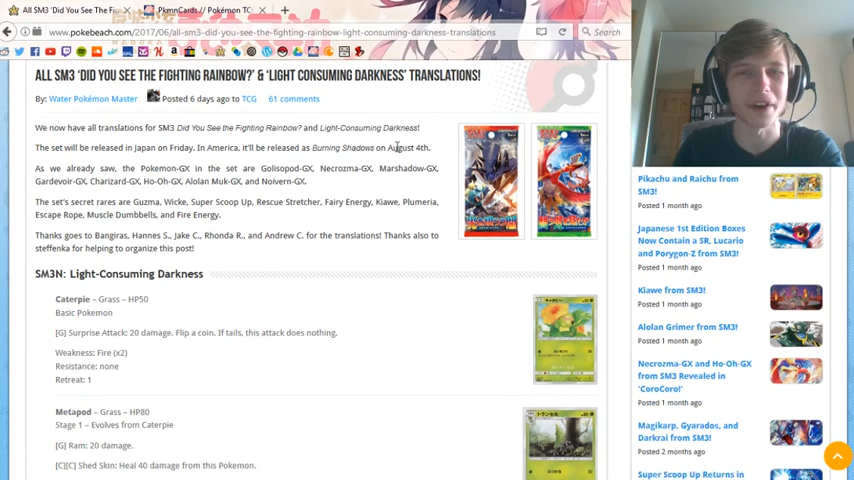 All SM3 'Did You See The Fi
PkmnCards // Pokémon TC
www.pokebeach.com/2017/06/all-sm3-did-you-see-the-fighting-rainbow-light-consuming-darkness-translations
Search
ALL SM3 'DID YOU SEE THE FIGHTING RAINBOW?' & 'LIGHT CONSUMING DARKNESS' TRANSLATIONS!
By: Water Pokémon Master Posted 6 days ago to TCG 61 comments
We now have all translations for SM3 Did You See the Fighting Rainbow? and Light-Consuming Darkness!
The set will be released in Japan on Friday. In America, it'll be released as Burning Shadows on August 4th.
As we already saw, the Pokemon-GX in the set are Golisopod-GX, Necrozma-GX, Marshadow-GX,
Gardevoir-GX, Charizard-GX, Ho-Oh-GX, Alolan Muk-GX, and Noivern-GX.
The set's secret rares are Guzma, Wicke, Super Scoop Up, Rescue Stretcher, Fairy Energy, Kiawe, Plumeria,
Escape Rope, Muscle Dumbbells, and Fire Energy.
Thanks goes to Bangiras, Hannes S., Jake C., Rhonda R., and Andrew C. for the translations! Thanks also to
steffenka for helping to organize this post!
SM3N: Light-Consuming Darkness
Caterpie – Grass – HP50
Basic Pokemon
[G] Surprise Attack: 20 damage. Flip a coin. If tails, this attack does nothing.
Weakness: Fire (x2)
Resistance: none
Retreat: 1
Metapod – Grass – HP80
Stage 1 – Evolves from Caterpie
[G] Ram: 20 damage.
[C][C] Shed Skin: Heal 40 damage from this Pokemon.
キャタピー
トランセル
Pikachu and Raichu from
SM3!
Posted 1 month ago
Japanese 1st Edition Boxes
Now Contain a SR, Lucario
and Porygon-Z from SM3!
Posted 1 month ago
Kiawe from SM3!
Posted 1 month ago
Alolan Grimer from SM3!
Posted 1 month ago
Necrozma-GX and Ho-Oh-GX
from SM3 Revealed in
'CoroCoro!'
Posted 1 month ago
Magikarp, Gyarados, and
Darkrai from SM3!
Posted 2 months ago
Super Scoop Up Returns in